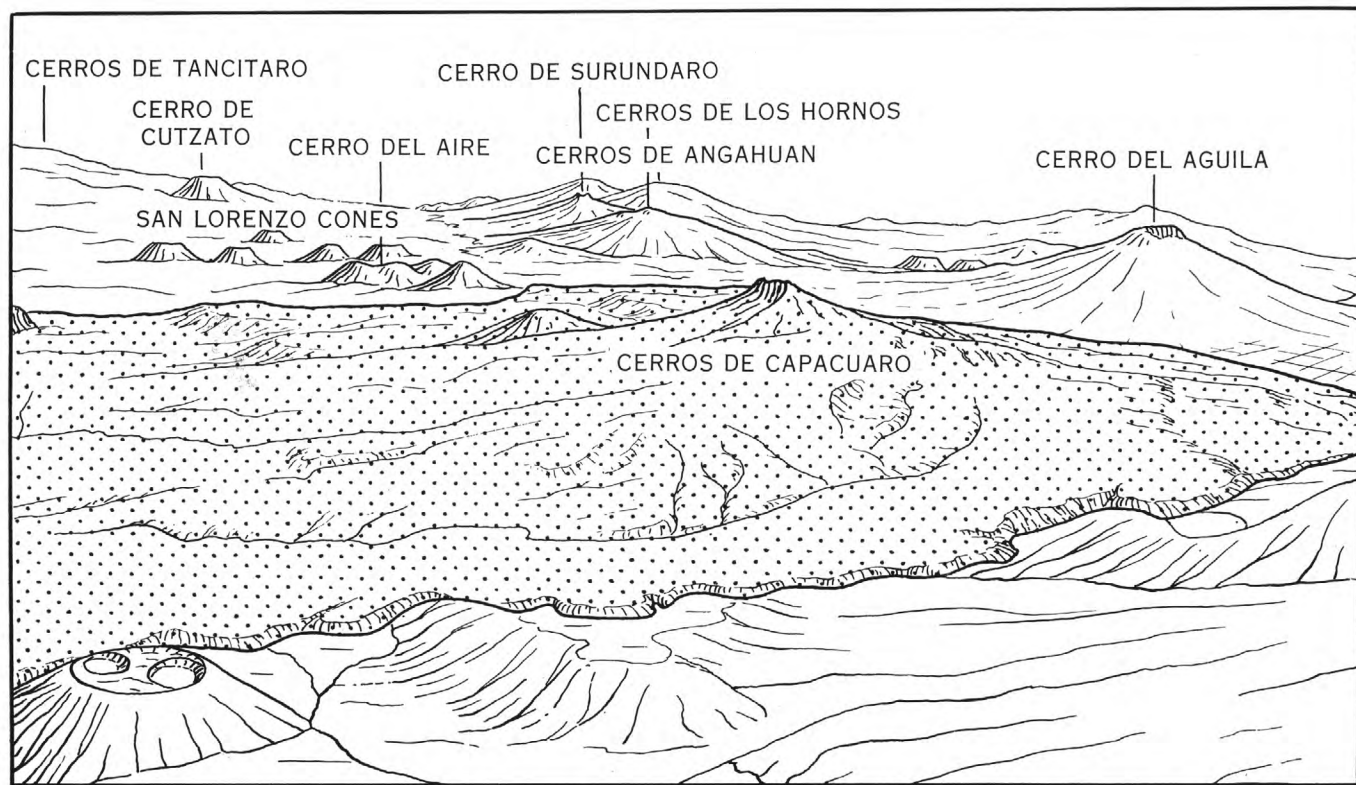 CERROS DE TANCITARO
CERRO DE SURUNDARO
CERRO DE
CUTZATO
CERROS DE LOS HORNOS
CERRO DEL AIRE
CERROS DE ANGAHUAN
CERRO DEL AGUILA
SAN LORENZO CONES
CERROS DE CAPACUARO